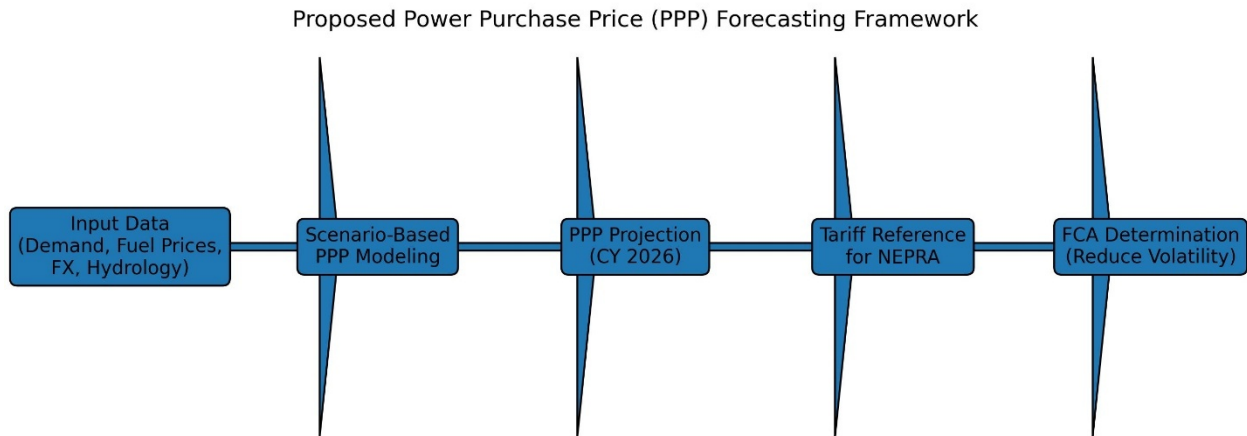 Proposed Power Purchase Price (PPP) Forecasting Framework
Input Data
(Demand, Fuel Prices,
FX, Hydrology)
Scenario-Based
PPP Modeling
PPP Projection
(CY 2026)
Tariff Reference
for NEPRA
FCA Determination
(Reduce Volatility)